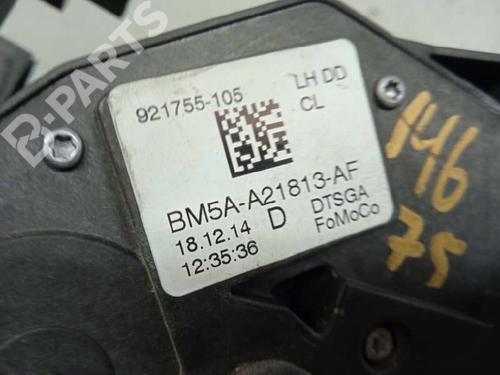 B-PARTS
921755-105
LH DD
CL
BM5A-A21813-AF
18.12.14 D DTSGA
12:35:36 FoMoCo
146
75